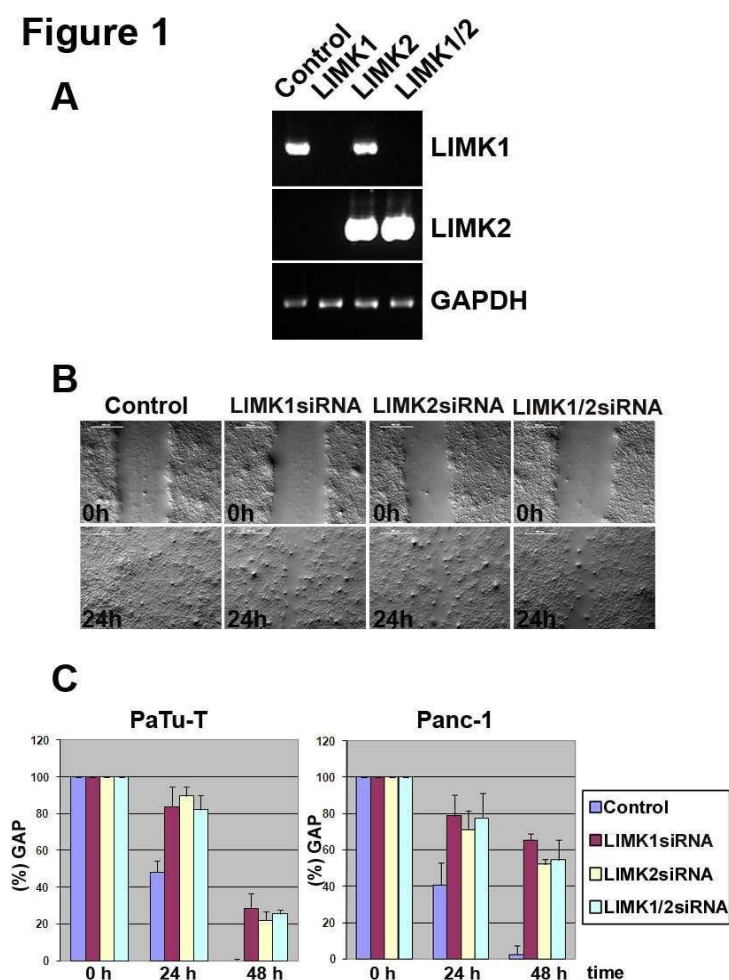 Figure 1
A
Control LIMK1 LIMK2 LIMK1/2
LIMK1
LIMK2
GAPDH
B
Control LIMK1siRNA LIMK2siRNA LIMK1/2siRNA
0h 0h 0h 0h
24h 24h 24h 24h
C
PaTu-T Panc-1
120 120
100 100
80 80
60 60
40 40
20 20
0 0
(%) GAP (%) GAP
0 h 24 h 48 h 0 h 24 h 48 h time
Control
LIMK1siRNA
LIMK2siRNA
LIMK1/2siRNA